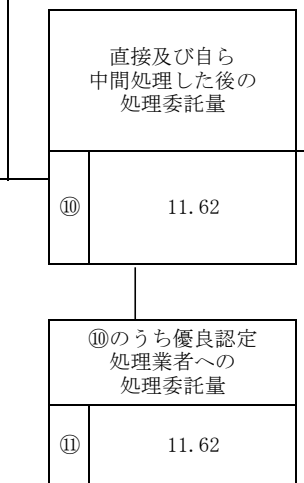 直接及び自ら
中間処理した後の
処理委託量
⑩ 11.62
⑩のうち優良認定
処理業者への
処理委託量
⑪ 11.62